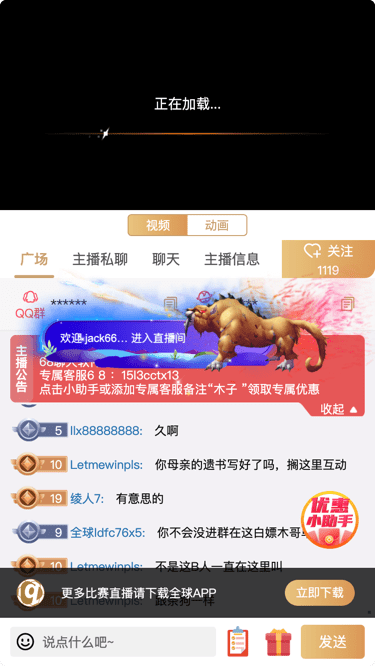 正在加载...
视频
动画
广场
主播私聊
聊天
主播信息
关注
1119
QQ群
******
欢迎 jack66... 进入直播间
主播公告
专属客服6 8 ：15l3cctx13
点击小助手或添加专属客服备注“木子 ”领取专属优惠
收起
5 llx88888888: 久啊
10 Letmewinpls: 你母亲的遗书写好了吗，搁这里互动
19 绫人7: 有意思的
9 全球ldfc76x5: 你不会没进群在这白嫖木哥
优惠
小助手
10 Letmewinpls: 不是这B人一直在这里叫
更多比赛直播请下载全球APP
立即下载
10 Letmewinpls: 跟条狗一样
说点什么吧~
发送